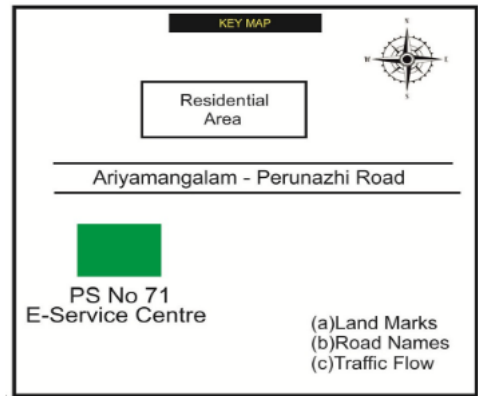 KEY MAP
N
W
E
S
Residential
Area
Ariyamangalam - Perunazhi Road
PS No 71
E-Service Centre
(a)Land Marks
(b)Road Names
(c)Traffic Flow